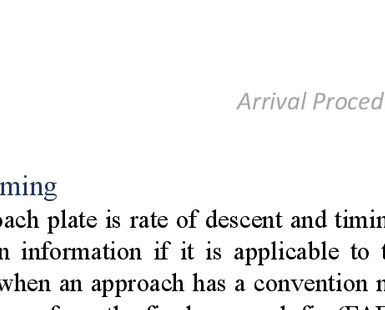 Arrival Proced
ming
oach plate is rate of descent and timin
n information if it is applicable to t
when an approach has a convention n